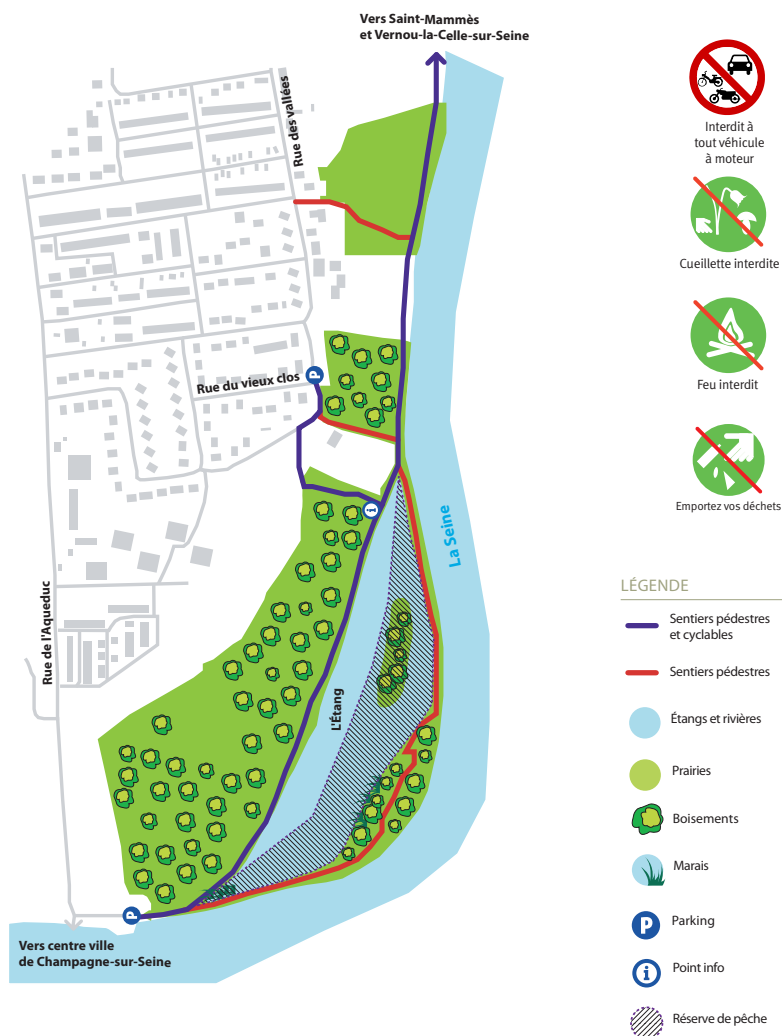 Vers Saint-Mammès
et Vernou-la-Celle-sur-Seine
Rue des vallées
Interdit à
tout véhicule
à moteur
Cueillette interdite
P
Rue du vieux clos
Feu interdit
i
La Seine
Emportez vos déchets
Rue de l'Aqueduc
L'Étang
P
Vers centre ville
de Champagne-sur-Seine
LÉGENDE
Sentiers pédestres
et cyclables
Sentiers pédestres
Étangs et rivières
Prairies
Boisements
Marais
P
Parking
i
Point info
Réserve de pêche